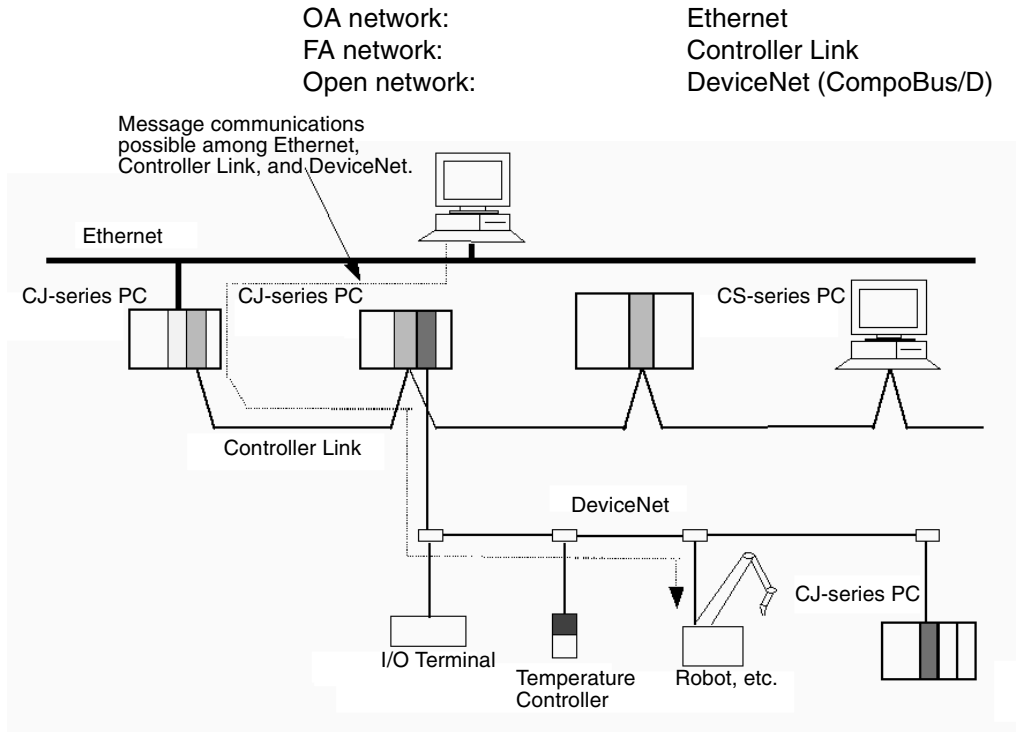 OA network: Ethernet
FA network: Controller Link
Open network: DeviceNet (CompoBus/D)
Message communications
possible among Ethernet,
Controller Link, and DeviceNet.
Ethernet
CJ-series PC
CJ-series PC
CS-series PC
Controller Link
DeviceNet
CJ-series PC
I/O Terminal
Temperature
Controller
Robot, etc.